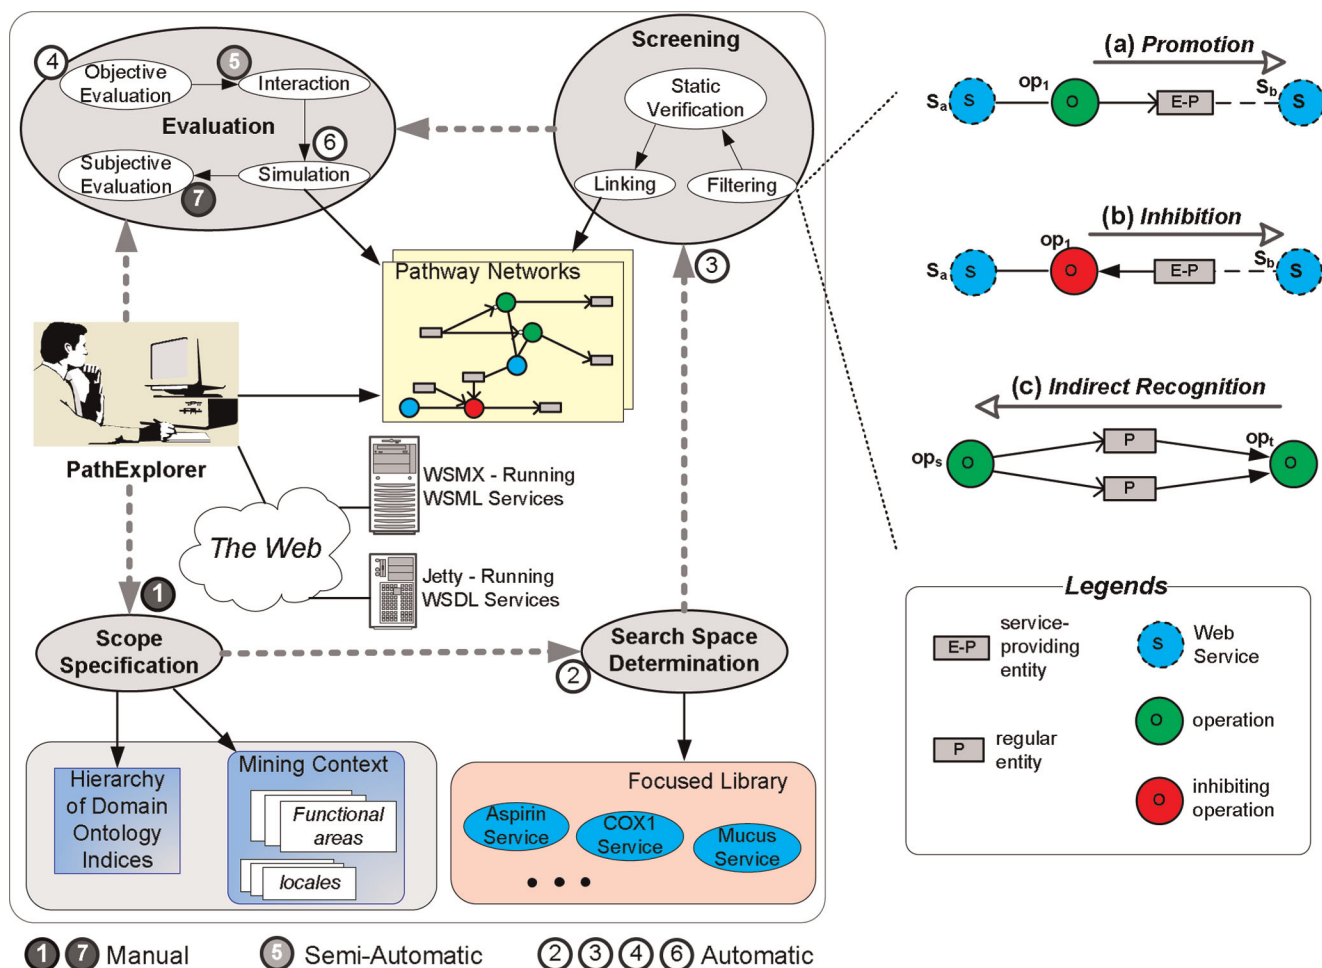 Screening
Static
Verification
Linking
Filtering
4
Objective
Evaluation
5
Interaction
Evaluation
6
Subjective
Evaluation
Simulation
7
3
Pathway Networks
PathExplorer
WSMX - Running
WSML Services
The Web
Jetty - Running
WSDL Services
1
Scope
Specification
2
Search Space
Determination
Hierarchy
of Domain
Ontology
Indices
Mining Context
Functional
areas
locales
Focused Library
Aspirin
Service
COX1
Service
Mucus
Service
• • •
1 7 Manual
5 Semi-Automatic
2 3 4 6 Automatic
(a) Promotion
op1
Sa S O E-P Sb S
(b) Inhibition
op1
Sa S O E-P Sb S
(c) Indirect Recognition
P
ops O opt O
P
Legends
E-P
service-
providing
entity
S
Web
Service
O
operation
P
regular
entity
O
inhibiting
operation